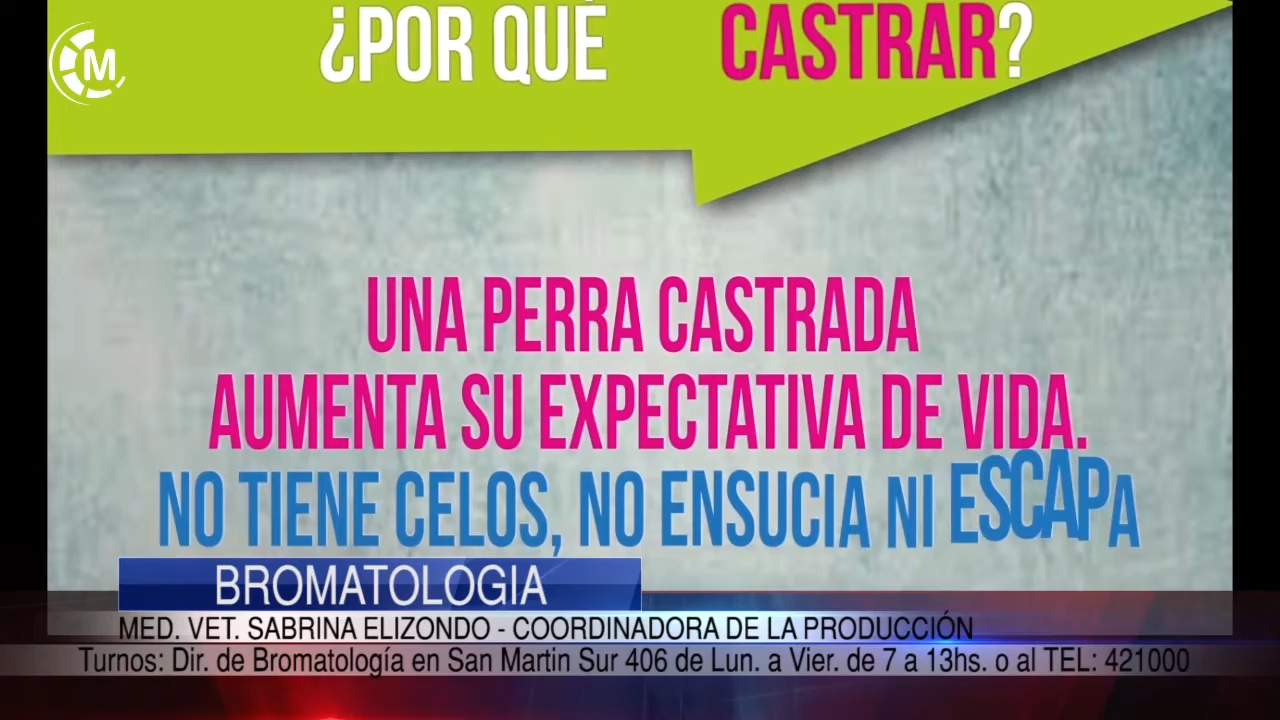 M
¿POR QUÉ CASTRAR?
UNA PERRA CASTRADA
AUMENTA SU EXPECTATIVA DE VIDA.
NO TIENE CELOS, NO ENSUCIA NI ESCAPA
BROMATOLOGIA
MED. VET. SABRINA ELIZONDO - COORDINADORA DE LA PRODUCCIÓN
Turnos: Dir. de Bromatología en San Martin Sur 406 de Lun. a Vier. de 7 a 13hs. o al TEL: 421000